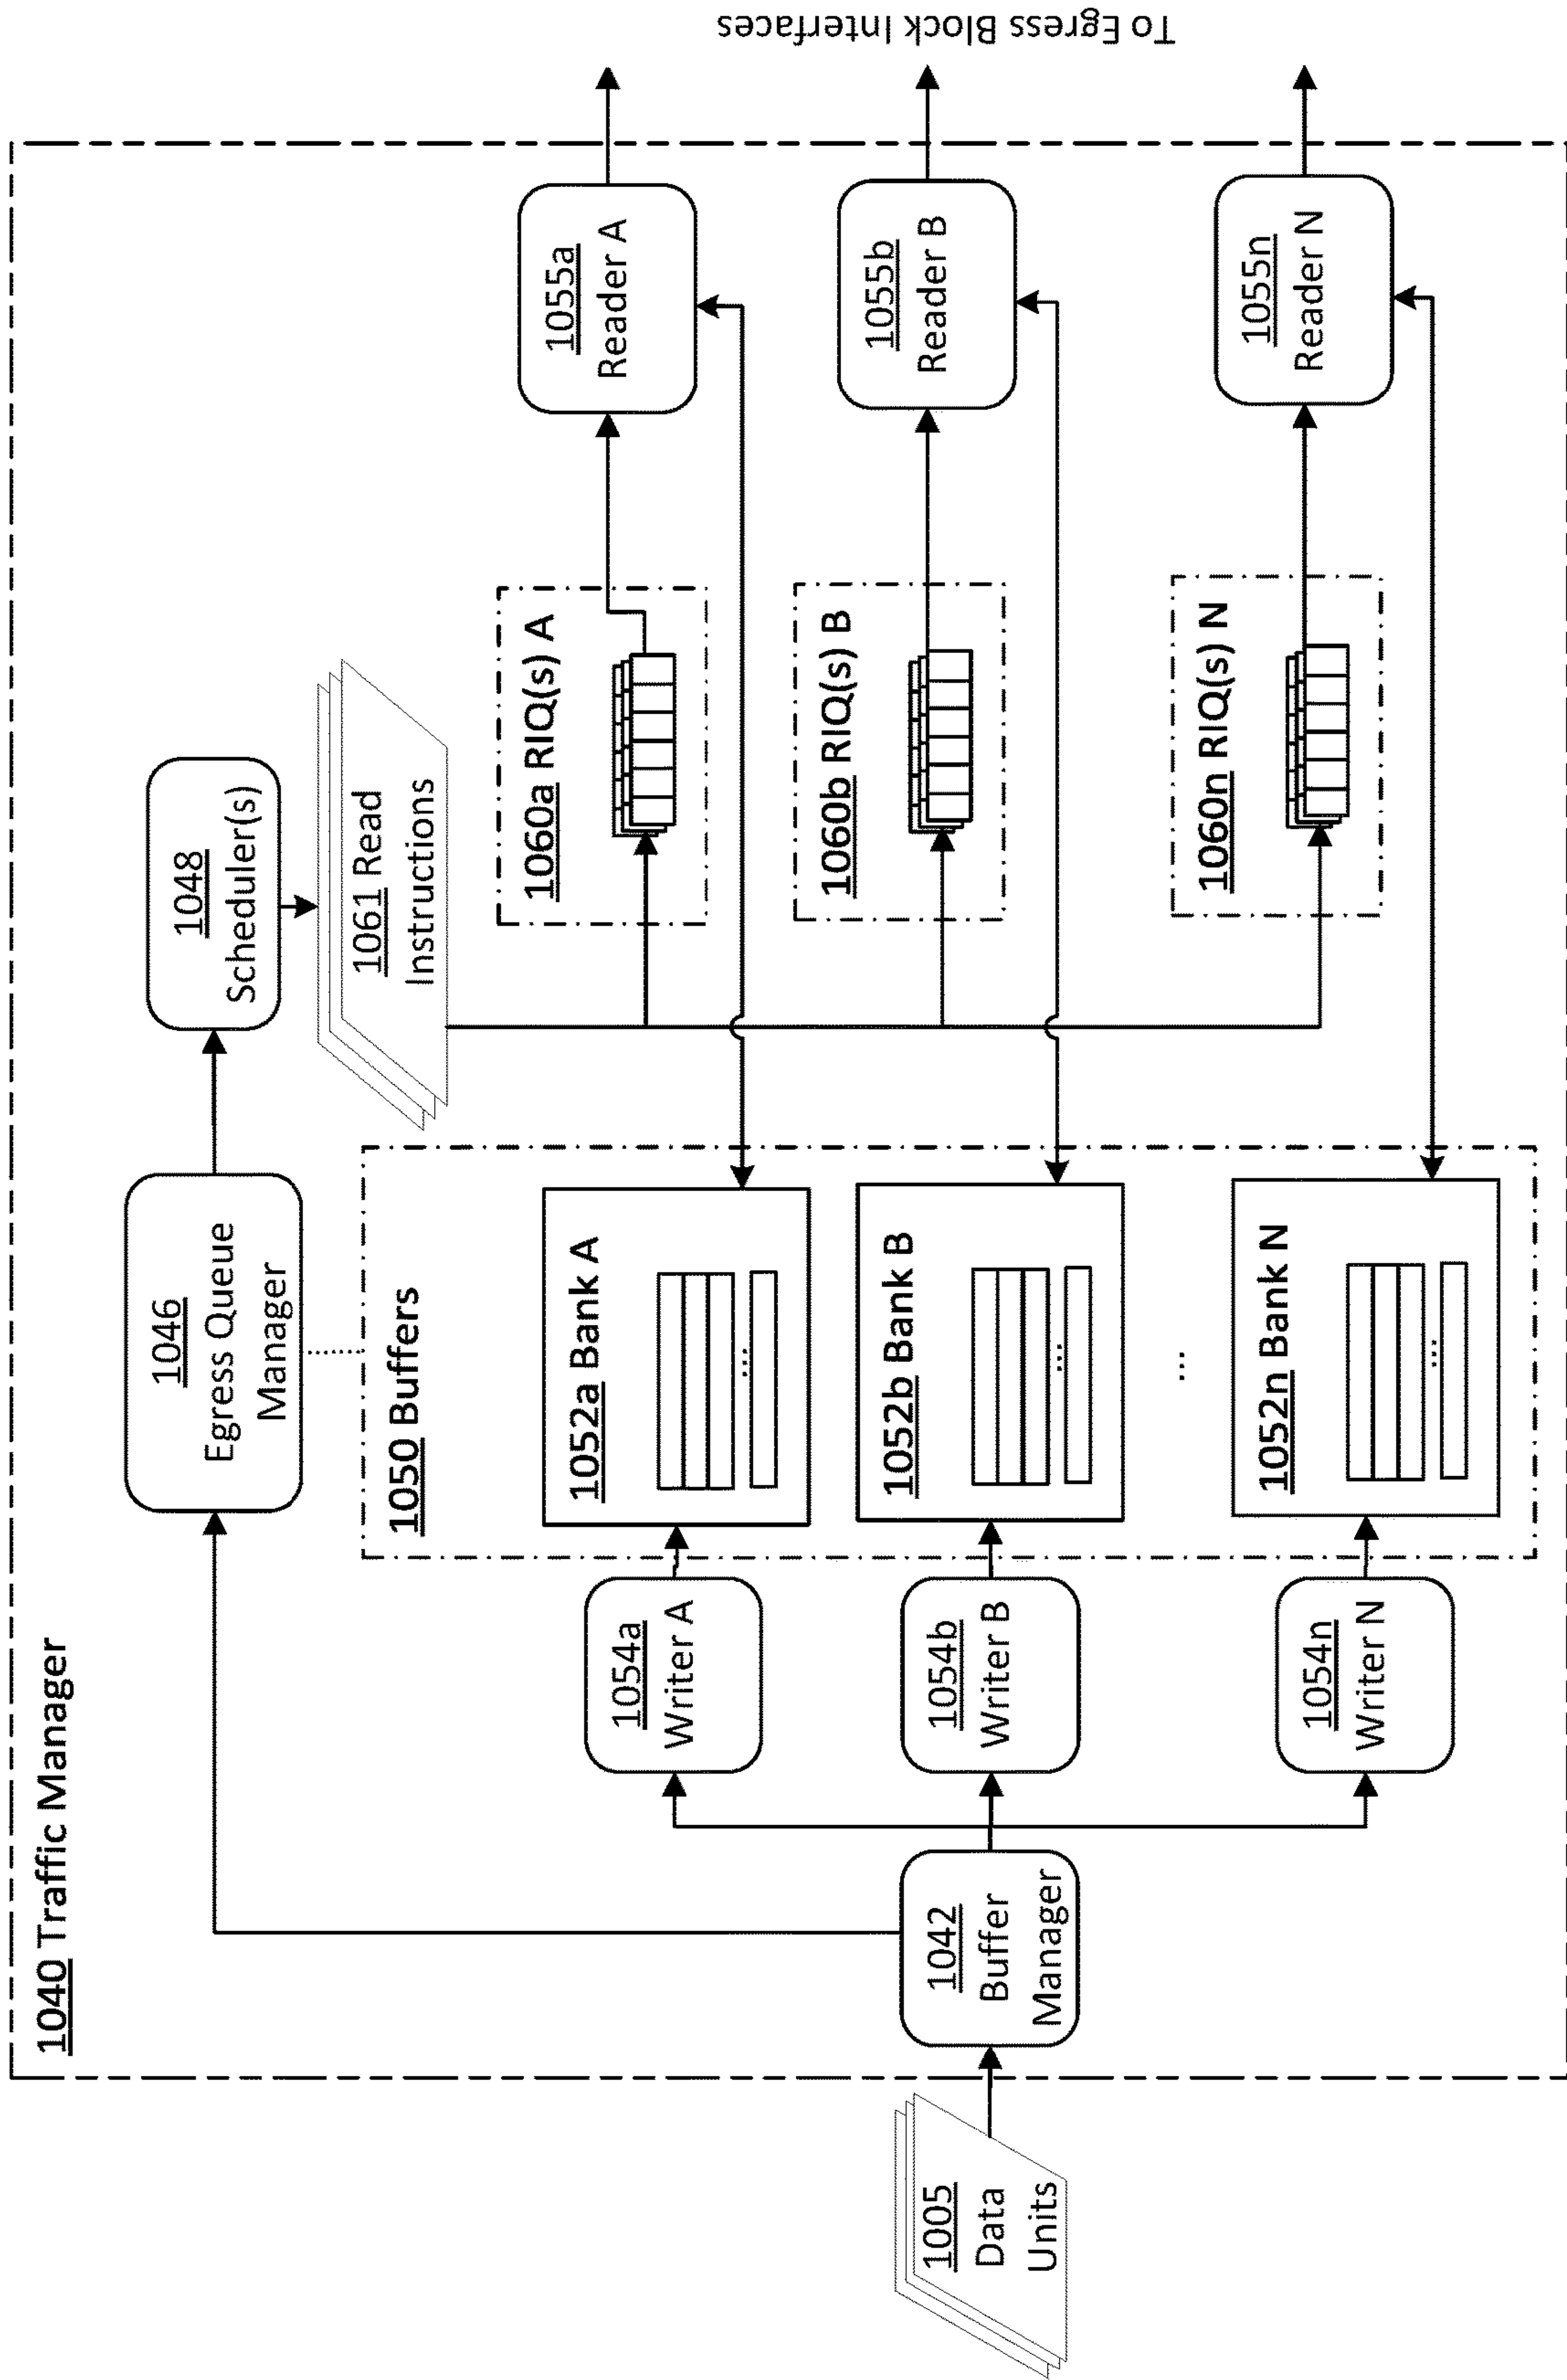 1040 Traffic Manager
1046
Egress Queue
Manager
1048
Scheduler(s)
1061 Read
Instructions
1050 Buffers
1005
Data
Units
1042
Buffer
Manager
1054a
Writer A
1052a Bank A
...
1060a RIQ(s) A
1055a
Reader A
1054b
Writer B
1052b Bank B
...
1060b RIQ(s) B
1055b
Reader B
...
1054n
Writer N
1052n Bank N
...
1060n RIQ(s) N
1055n
Reader N
To Egress Block Interfaces